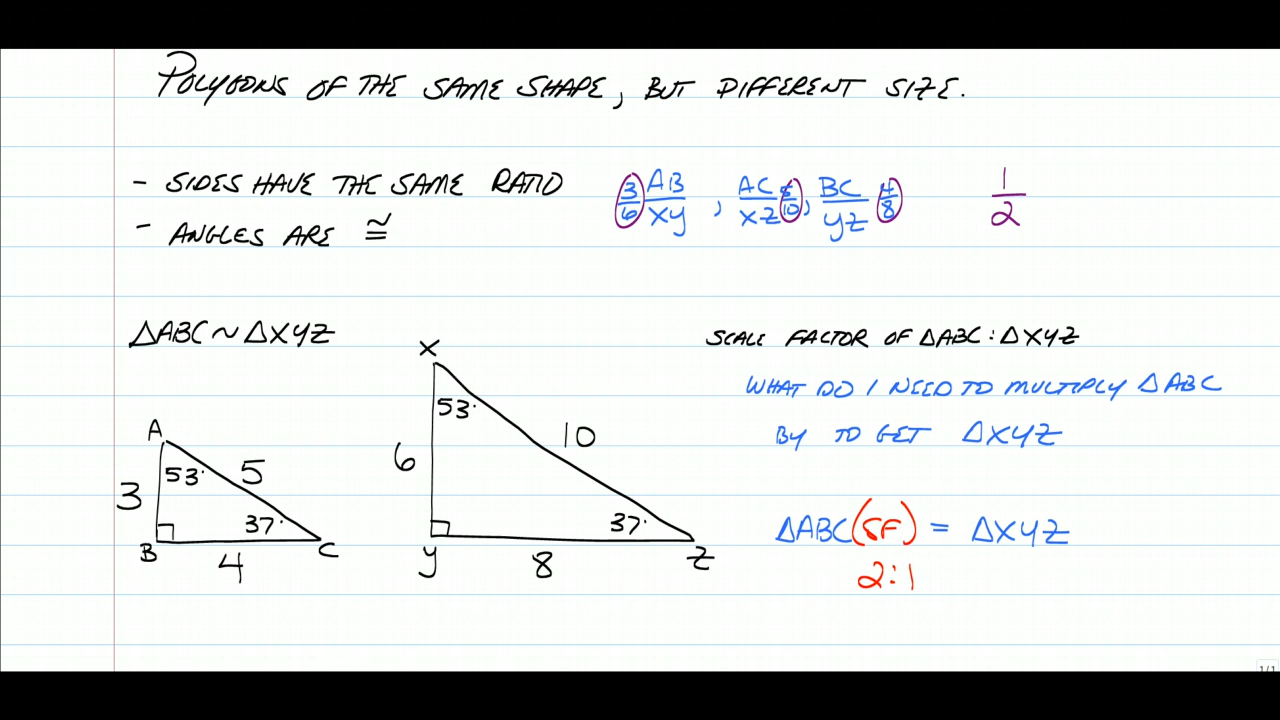 POLYGONS OF THE SAME SHAPE, BUT DIFFERENT SIZE.
- SIDES HAVE THE SAME RATIO 3/6 AB/XY, AC/XZ 5/10, BC/YZ 4/8 1/2
- ANGLES ARE ≅
△ABC ~ △XYZ
SCALE FACTOR OF △ABC : △XYZ
WHAT DO I NEED TO MULTIPLY △ABC
BY TO GET △XYZ
A
53°
5
3
37°
B
4
C
X
53°
10
6
37°
Y
8
Z
△ABC(SF) = △XYZ
2:1
1/1